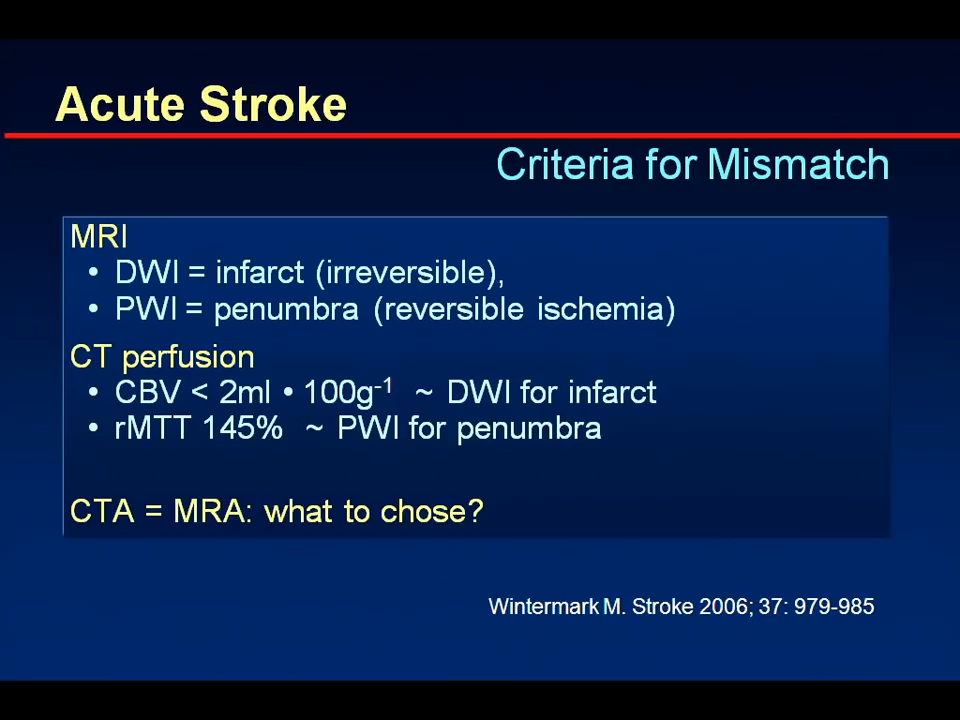 Acute Stroke
Criteria for Mismatch
MRI
• DWI = infarct (irreversible),
• PWI = penumbra (reversible ischemia)
CT perfusion
• CBV < 2ml • 100g⁻¹ ~ DWI for infarct
• rMTT 145% ~ PWI for penumbra
CTA = MRA: what to chose?
Wintermark M. Stroke 2006; 37: 979-985